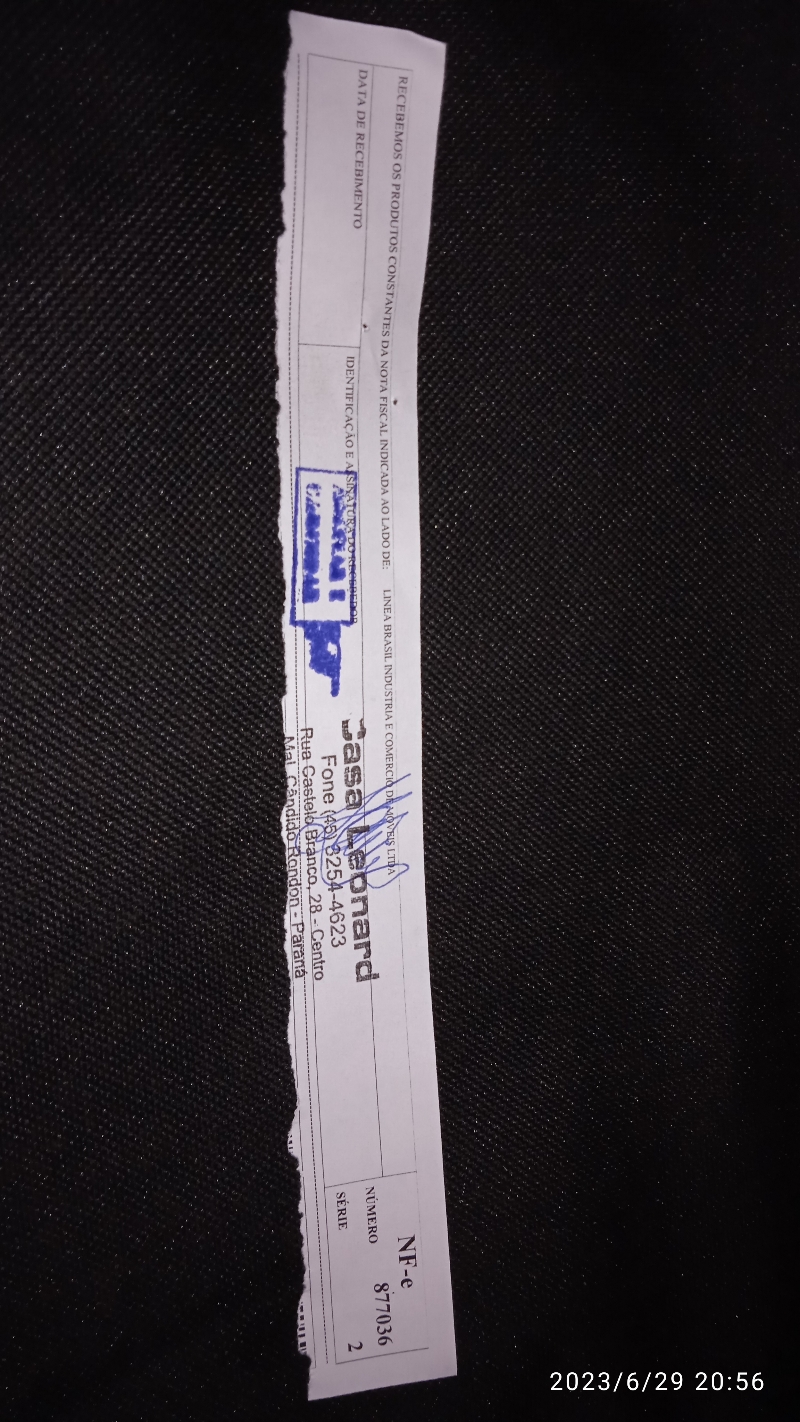 RECEBEMOS OS PRODUTOS CONSTANTES DA NOTA FISCAL INDICADA AO LADO DE: LINEA BRASIL INDUSTRIA E COMERCIO DE MOVEIS LTDA
DATA DE RECEBIMENTO
IDENTIFICAÇÃO E ASSINATURA DO RECEBEDOR
Casa Leonard
Fone (45) 3254-4623
Rua Castelo Branco, 28 - Centro
Mal. Cândido Rondon - Paraná
NF-e
NÚMERO 877036
SÉRIE 2
2023/6/29 20:56